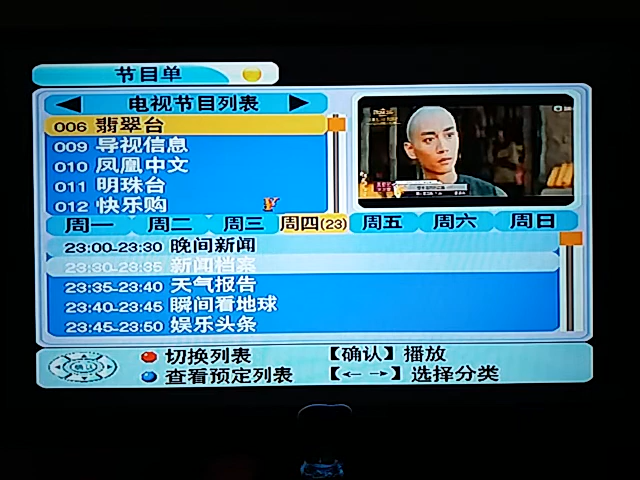 节目单
电视节目列表
006 翡翠台
009 导视信息
010 凤凰中文
011 明珠台
012 快乐购
周一 周二 周三 周四(23) 周五 周六 周日
23:00-23:30 晚间新闻
23:30-23:35 新闻档案
23:35-23:40 天气报告
23:40-23:45 瞬间看地球
23:45-23:50 娱乐头条
确认
切换列表 【确认】播放
查看预定列表 【← →】选择分类